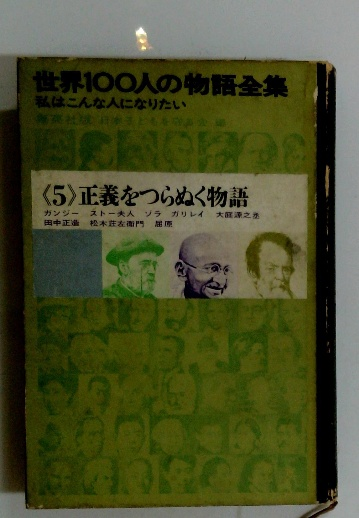 世界100人の物語全集
私はこんな人になりたい
《5》正義をつらぬく物語
ガンジー ストー夫人 ゾラ ガリレイ 大庭源之丞
田中正造 松木荘左衛門 屈原